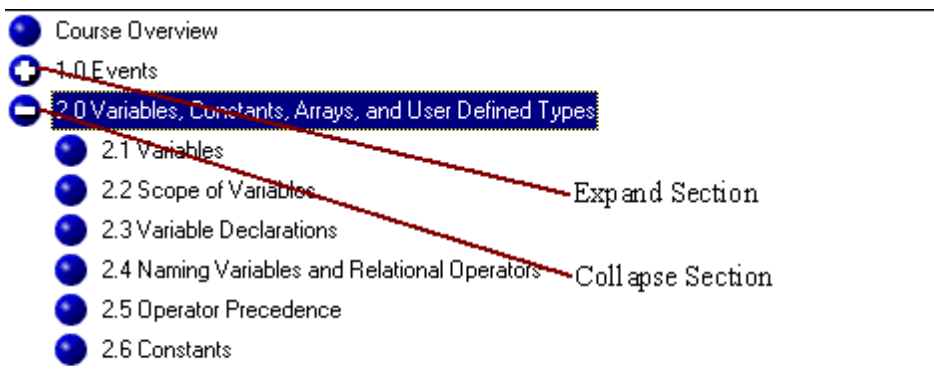 Course Overview
1.0 Events
2.0 Variables, Constants, Arrays, and User Defined Types
2.1 Variables
2.2 Scope of Variables
Expand Section
2.3 Variable Declarations
2.4 Naming Variables and Relational Operators
Collapse Section
2.5 Operator Precedence
2.6 Constants